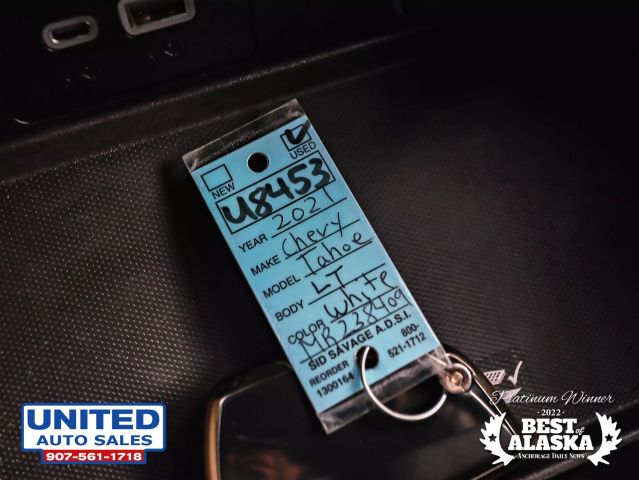 USED
NEW
U8453
YEAR 2021
MAKE Chevy
MODEL Tahoe
BODY LT
COLOR White
MR238409
SID SAVAGE A.D.S.I.
REORDER 800-
1300164 521-1712
UNITED
AUTO SALES
907-561-1718
Platinum Winner
·2022·
BEST of
ALASKA
ANCHORAGE DAILY NEWS